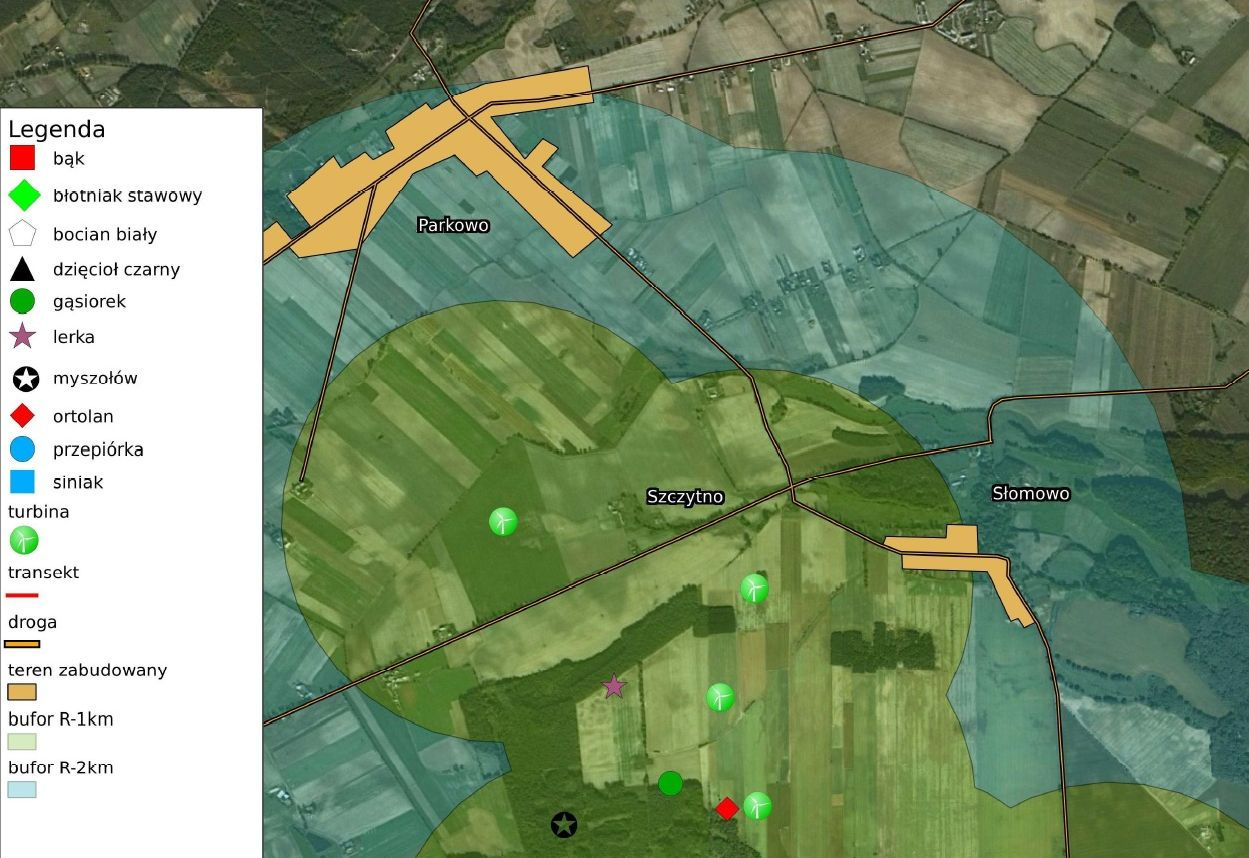 Legenda
bąk
błotniak stawowy
bocian biały
dzięcioł czarny
gąsiorek
lerka
myszołów
ortolan
przepiórka
siniak
turbina
transekt
droga
teren zabudowany
bufor R-1km
bufor R-2km
Parkowo
Szczytno
Słomowo